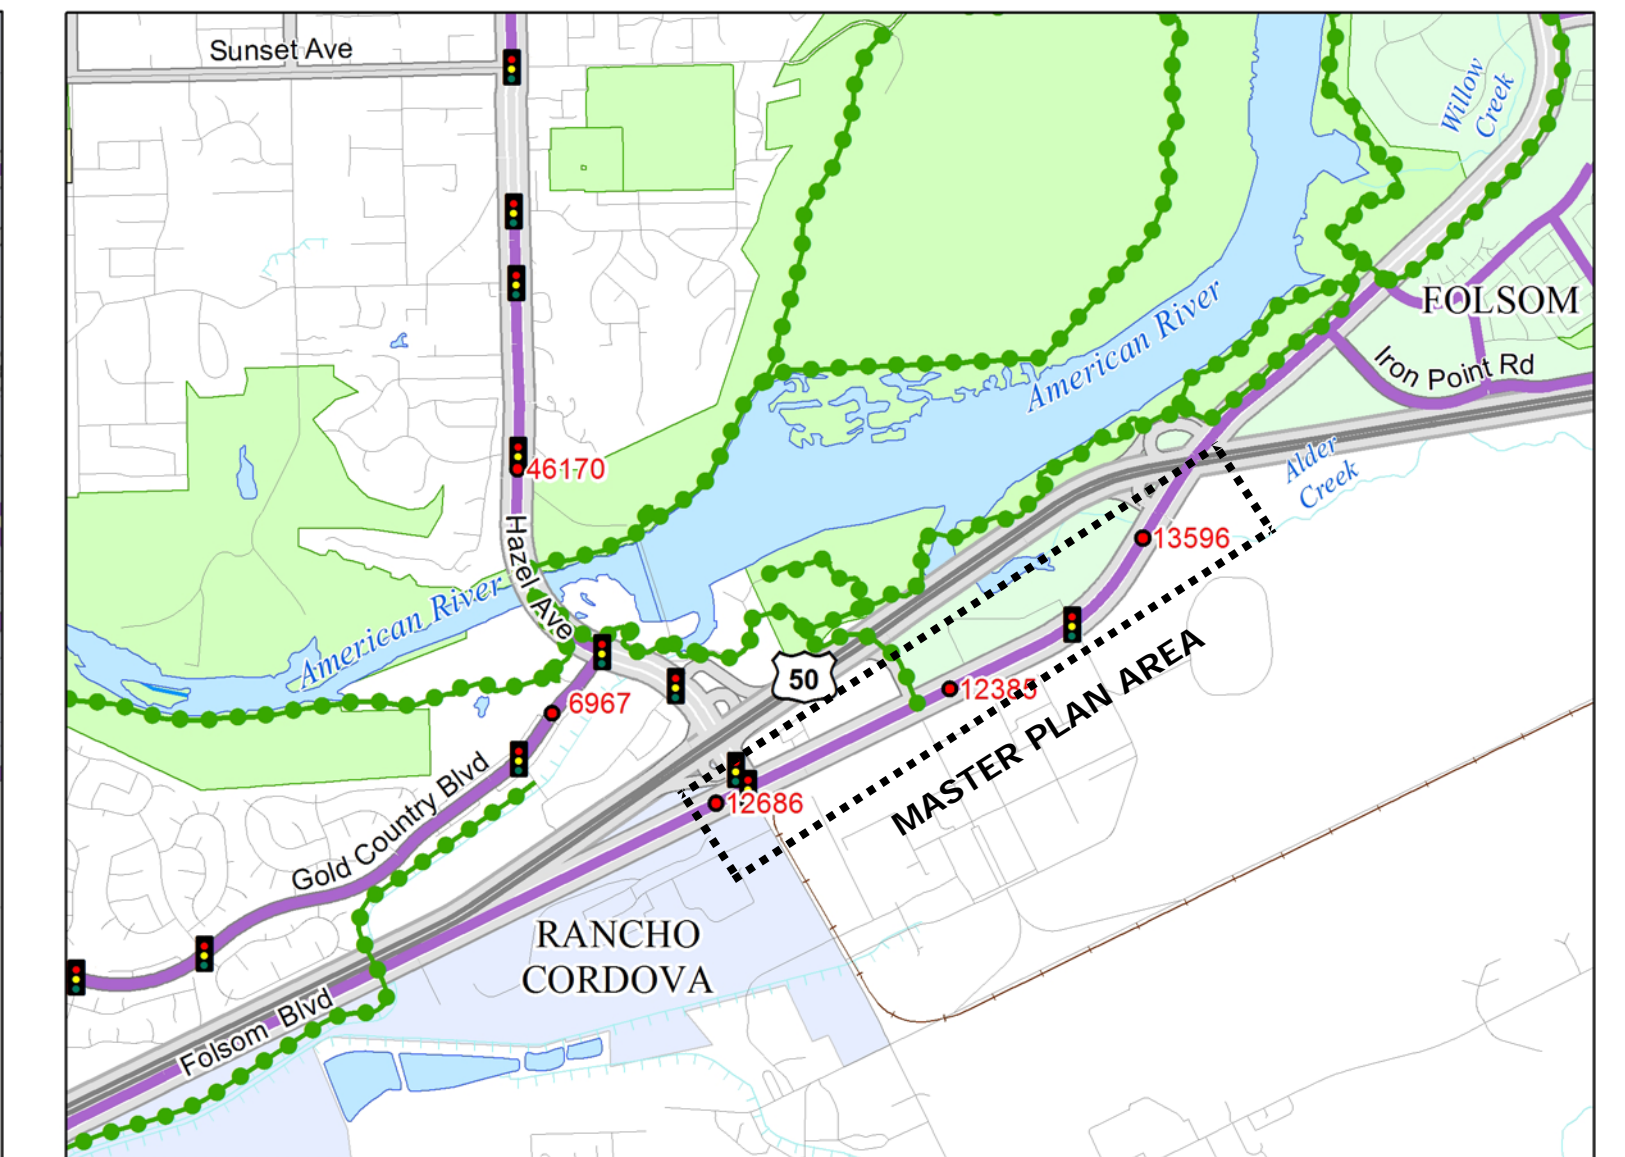 Sunset Ave
Willow
Creek
FOLSOM
American River
Iron Point Rd
46170
Alder
Creek
Hazel Ave
13596
American River
50
6967
12385
MASTER PLAN AREA
Gold Country Blvd
12686
RANCHO
CORDOVA
Folsom Blvd